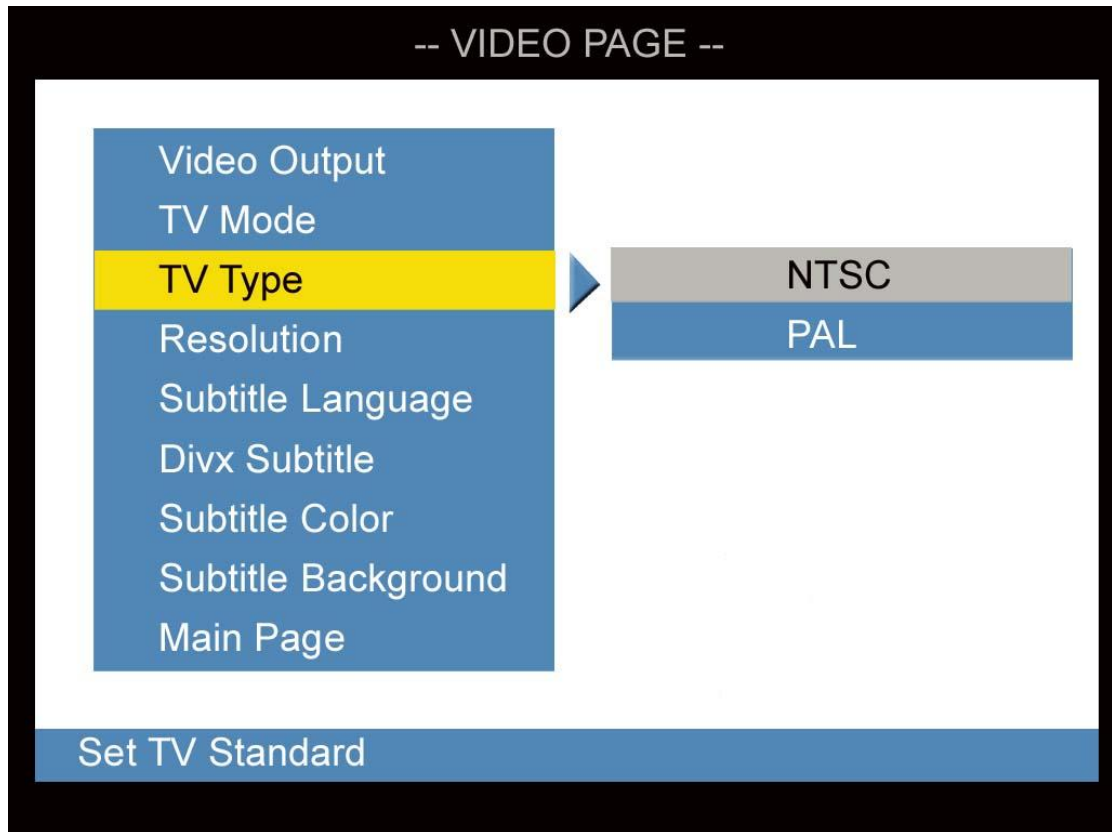 -- VIDEO PAGE --
Video Output
TV Mode
TV Type
NTSC
Resolution
PAL
Subtitle Language
Divx Subtitle
Subtitle Color
Subtitle Background
Main Page
Set TV Standard